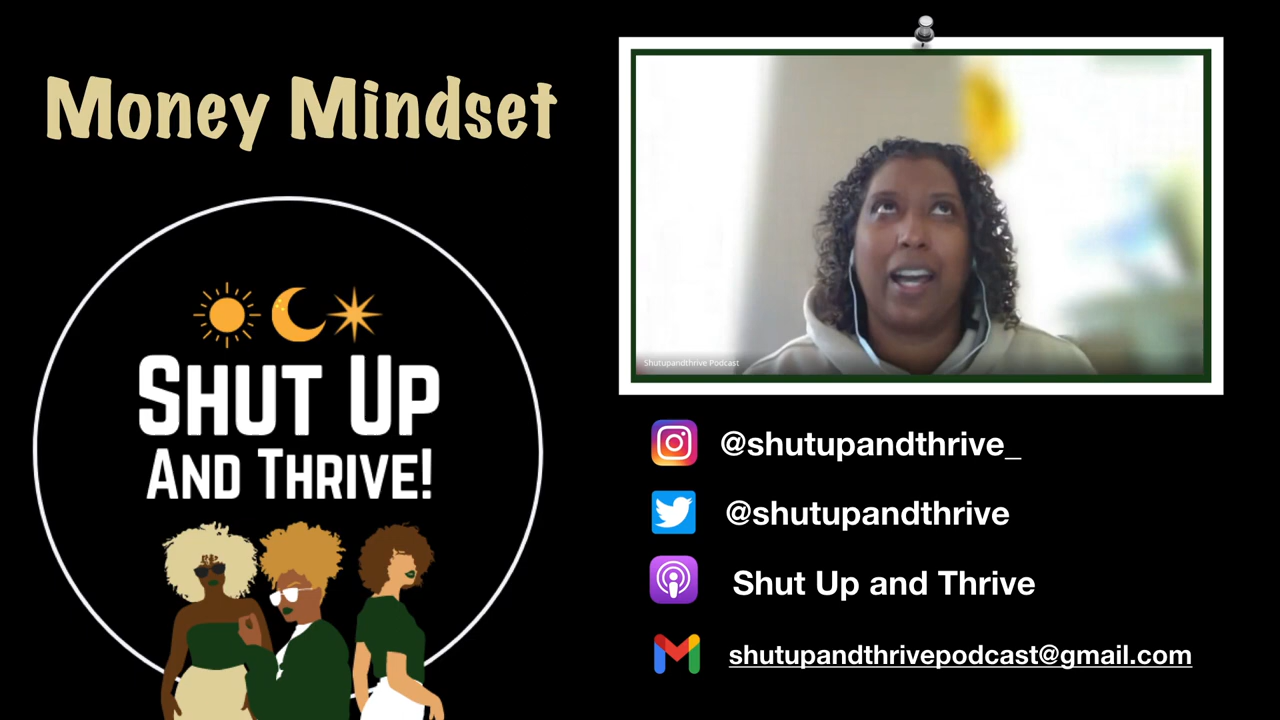 Money Mindset
SHUT UP
AND THRIVE!
Shutupandthrive Podcast
@shutupandthrive_
@shutupandthrive
Shut Up and Thrive
shutupandthrivepodcast@gmail.com